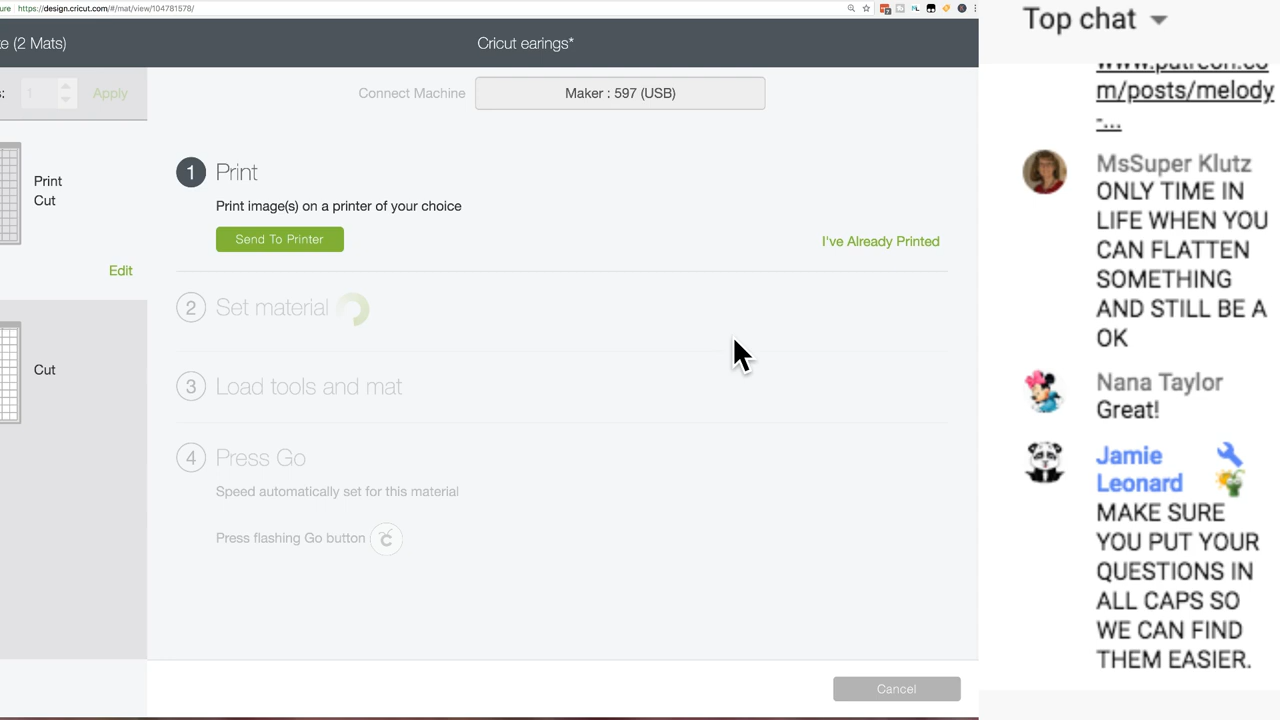 ure https://design.cricut.com/#/mat/view/104781578/
e (2 Mats)
Cricut earings*
s: 1 Apply
Connect Machine
Maker : 597 (USB)
Print
Cut
Edit
Cut
1 Print
Print image(s) on a printer of your choice
Send To Printer
I've Already Printed
2 Set material
3 Load tools and mat
4 Press Go
Speed automatically set for this material
Press flashing Go button
Cancel
Top chat
www.patreon.co
m/posts/melody
-...
MsSuper Klutz
ONLY TIME IN
LIFE WHEN YOU
CAN FLATTEN
SOMETHING
AND STILL BE A
OK
Nana Taylor
Great!
Jamie
Leonard
MAKE SURE
YOU PUT YOUR
QUESTIONS IN
ALL CAPS SO
WE CAN FIND
THEM EASIER.